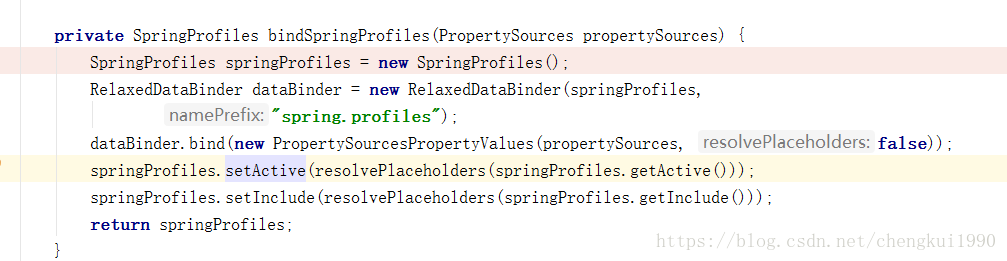 private SpringProfiles bindSpringProfiles(PropertySources propertySources) {
SpringProfiles springProfiles = new SpringProfiles();
RelaxedDataBinder dataBinder = new RelaxedDataBinder(springProfiles,
namePrefix: "spring.profiles");
dataBinder.bind(new PropertySourcesPropertyValues(propertySources, resolvePlaceholders: false));
springProfiles.setActive(resolvePlaceholders(springProfiles.getActive()));
springProfiles.setInclude(resolvePlaceholders(springProfiles.getInclude()));
return springProfiles;
}
https://blog.csdn.net/chengkui1990